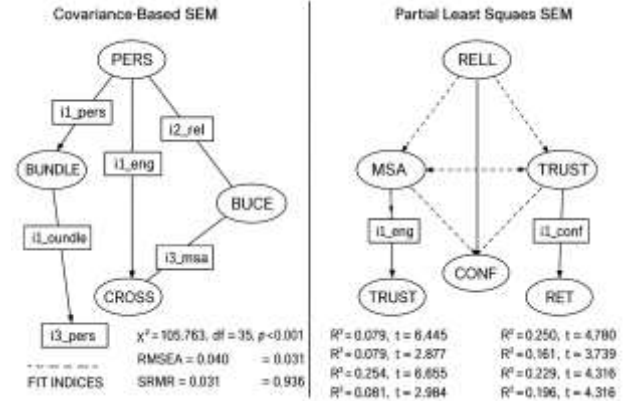 Covariance-Based SEM
PERS
i1_pers
i2_rel
BUNDLE
i1_eng
BUCE
i1_oundle
i3_msa
CROSS
i3_pers
χ² = 105.763, df = 35, p < 0.001
RMSEA = 0.040 = 0.031
FIT INDICES
SRMR = 0.031 = 0.936
Partial Least Squaes SEM
RELL
MSA
TRUST
i1_eng
i1_conf
CONF
TRUST
RET
R² = 0.079, t = 6,445
R² = 0.250, t = 4,780
R² = 0.079, t = 2.877
R² = 0.161, t = 3,739
R² = 0.254, t = 6,655
R² = 0.229, t = 4,316
R² = 0.081, t = 2.984
R² = 0.196, t = 4,316